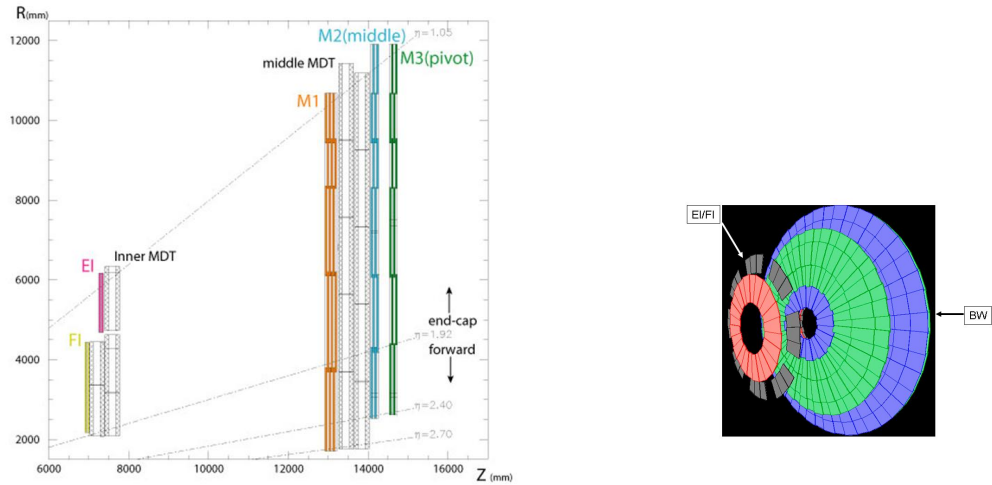 R(mm)
12000
10000
8000
6000
4000
2000
M2(middle)
η=1.05
middle MDT
M3(pivot)
M1
Inner MDT
EI
FI
end-cap
η=1.92
forward
η=2.40
η=2.70
6000 8000 10000 12000 14000 16000
Z (mm)
EI/FI
BW